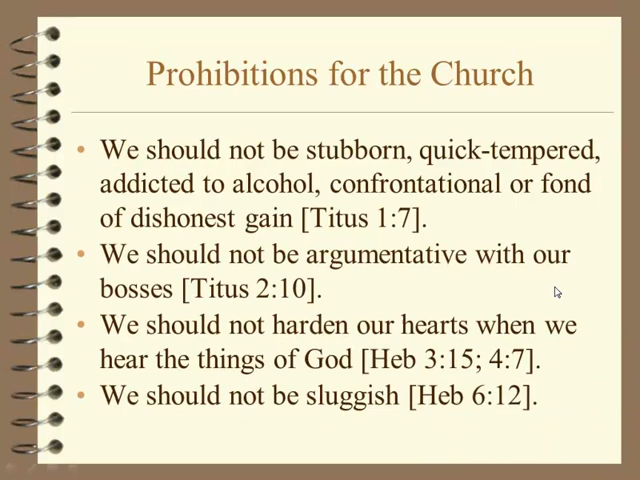 Prohibitions for the Church
• We should not be stubborn, quick-tempered,
addicted to alcohol, confrontational or fond
of dishonest gain [Titus 1:7].
• We should not be argumentative with our
bosses [Titus 2:10].
• We should not harden our hearts when we
hear the things of God [Heb 3:15; 4:7].
• We should not be sluggish [Heb 6:12].